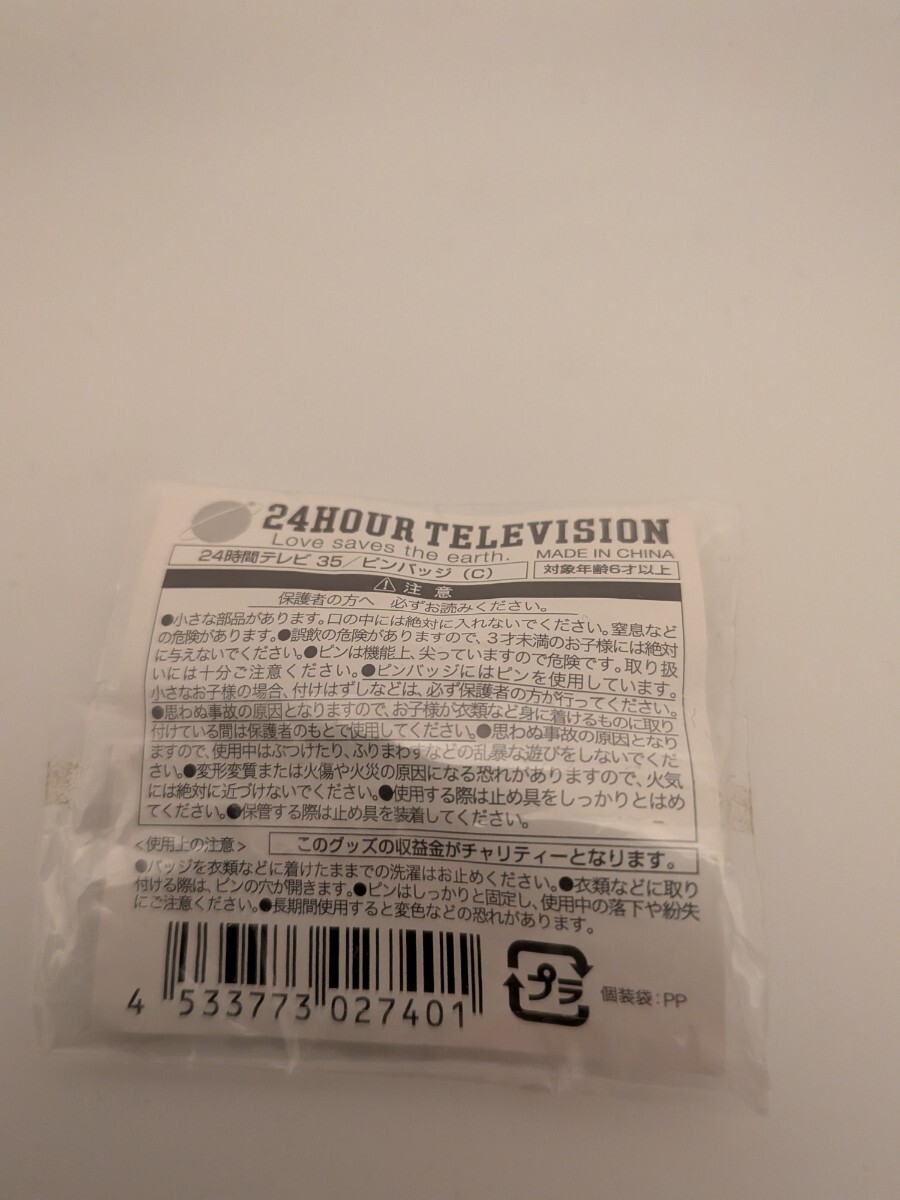 24HOUR TELEVISION
Love saves the earth.
MADE IN CHINA
24時間テレビ 35／ピンバッジ（C）
対象年齢6才以上
注意
保護者の方へ 必ずお読みください。
●小さな部品があります。口の中には絶対に入れないでください。窒息など
の危険があります。●誤飲の危険がありますので、3才未満のお子様には絶対
に与えないでください。●ピンは機能上、尖っていますので危険です。取り扱
いには十分ご注意ください。●ピンバッジにはピンを使用しています。
小さなお子様の場合、付けはずしなどは、必ず保護者の方が行ってください。
●思わぬ事故の原因となりますので、お子様が衣類など身に着けるものに取り
付けている間は保護者のもとで使用してください。●思わぬ事故の原因となり
ますので、使用中はぶつけたり、ふりまわすなどの乱暴な遊びをしないでくだ
さい。●変形変質または火傷や火災の原因になる恐れがありますので、火気
には絶対に近づけないでください。●使用する際は止め具をしっかりとはめ
てください。●保管する際は止め具を装着してください。
<使用上の注意>
このグッズの収益金がチャリティーとなります。
●バッジを衣類などに着けたままでの洗濯はお止めください。●衣類などに取り
付ける際は、ピンの穴が開きます。●ピンはしっかりと固定し、使用中の落下や紛失
にご注意ください。●長期間使用すると変色などの恐れがあります。
4 533773 027401
プラ
個装袋：PP